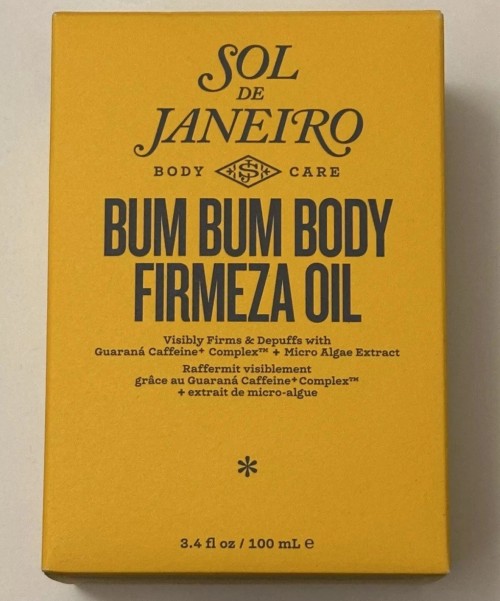 SOL
DE
JANEIRO
BODY SJ CARE
BUM BUM BODY
FIRMEZA OIL
Visibly Firms & Depuffs with
Guaraná Caffeine⁺ Complex™ + Micro Algae Extract
Raffermit visiblement
grâce au Guaraná Caffeine⁺Complex™
+ extrait de micro-algue
*
3.4 fl oz / 100 mL ℮